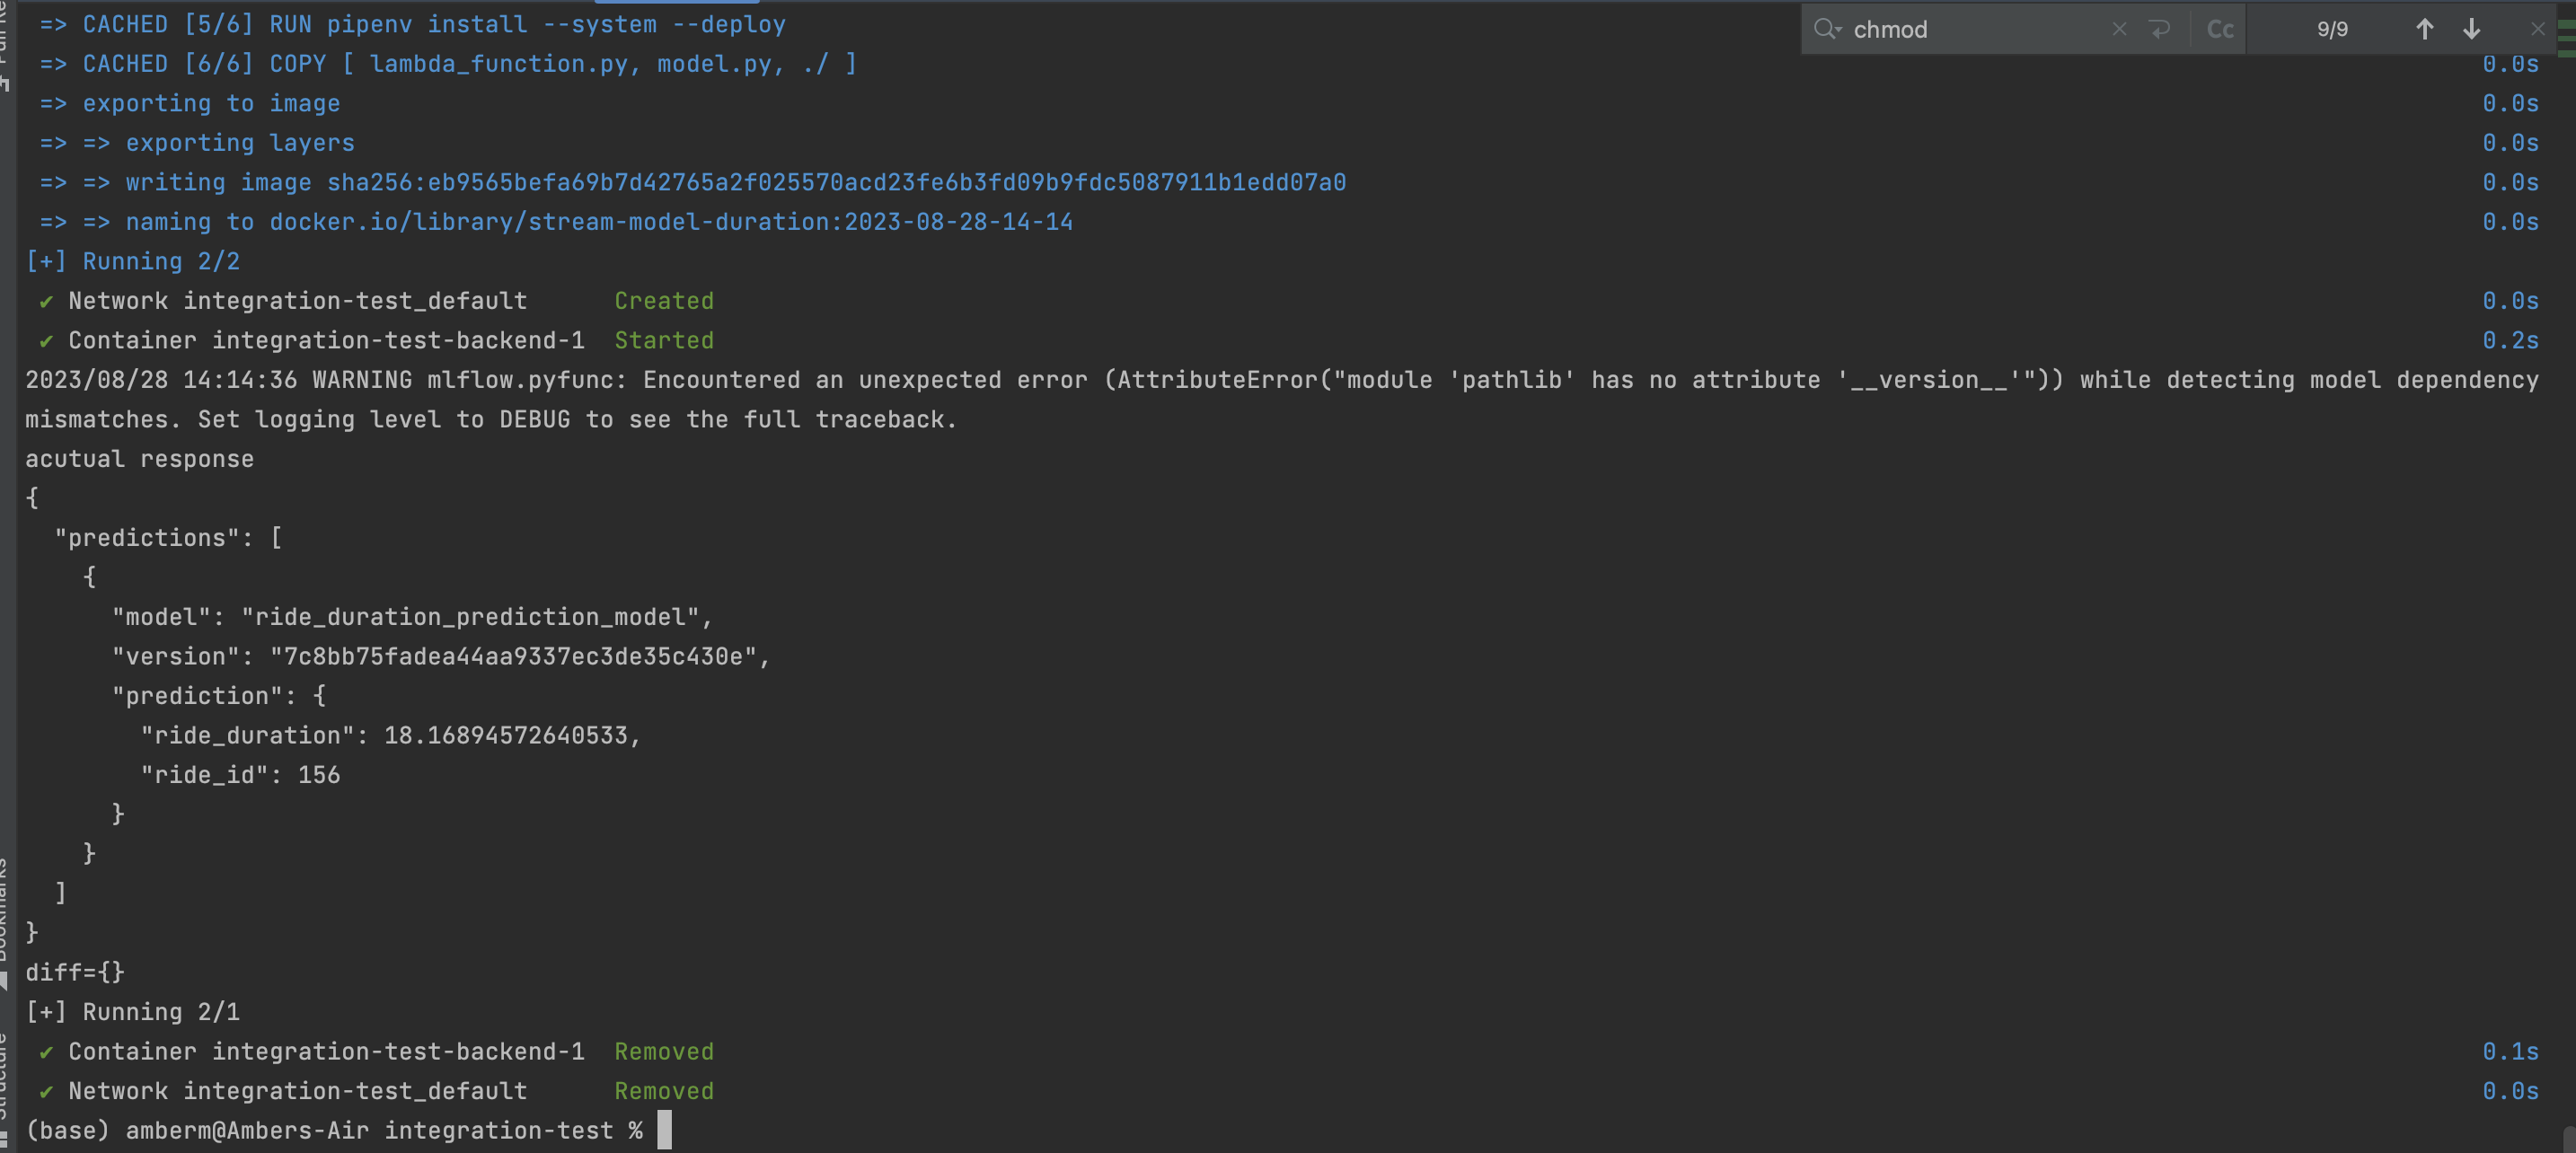 => CACHED [5/6] RUN pipenv install --system --deploy
chmod
Cc
9/9
=> CACHED [6/6] COPY [ lambda_function.py, model.py, ./ ] 0.0s
=> exporting to image 0.0s
=> => exporting layers 0.0s
=> => writing image sha256:eb9565befa69b7d42765a2f025570acd23fe6b3fd09b9fdc5087911b1edd07a0 0.0s
=> => naming to docker.io/library/stream-model-duration:2023-08-28-14-14 0.0s
[+] Running 2/2
✔ Network integration-test_default Created 0.0s
✔ Container integration-test-backend-1 Started 0.2s
2023/08/28 14:14:36 WARNING mlflow.pyfunc: Encountered an unexpected error (AttributeError("module 'pathlib' has no attribute '__version__'")) while detecting model dependency
mismatches. Set logging level to DEBUG to see the full traceback.
acutual response
{
"predictions": [
{
"model": "ride_duration_prediction_model",
"version": "7c8bb75fadea44aa9337ec3de35c430e",
"prediction": {
"ride_duration": 18.16894572640533,
"ride_id": 156
}
}
]
}
diff={}
[+] Running 2/1
✔ Container integration-test-backend-1 Removed 0.1s
✔ Network integration-test_default Removed 0.0s
(base) amberm@Ambers-Air integration-test %
Bookmarks
Structure